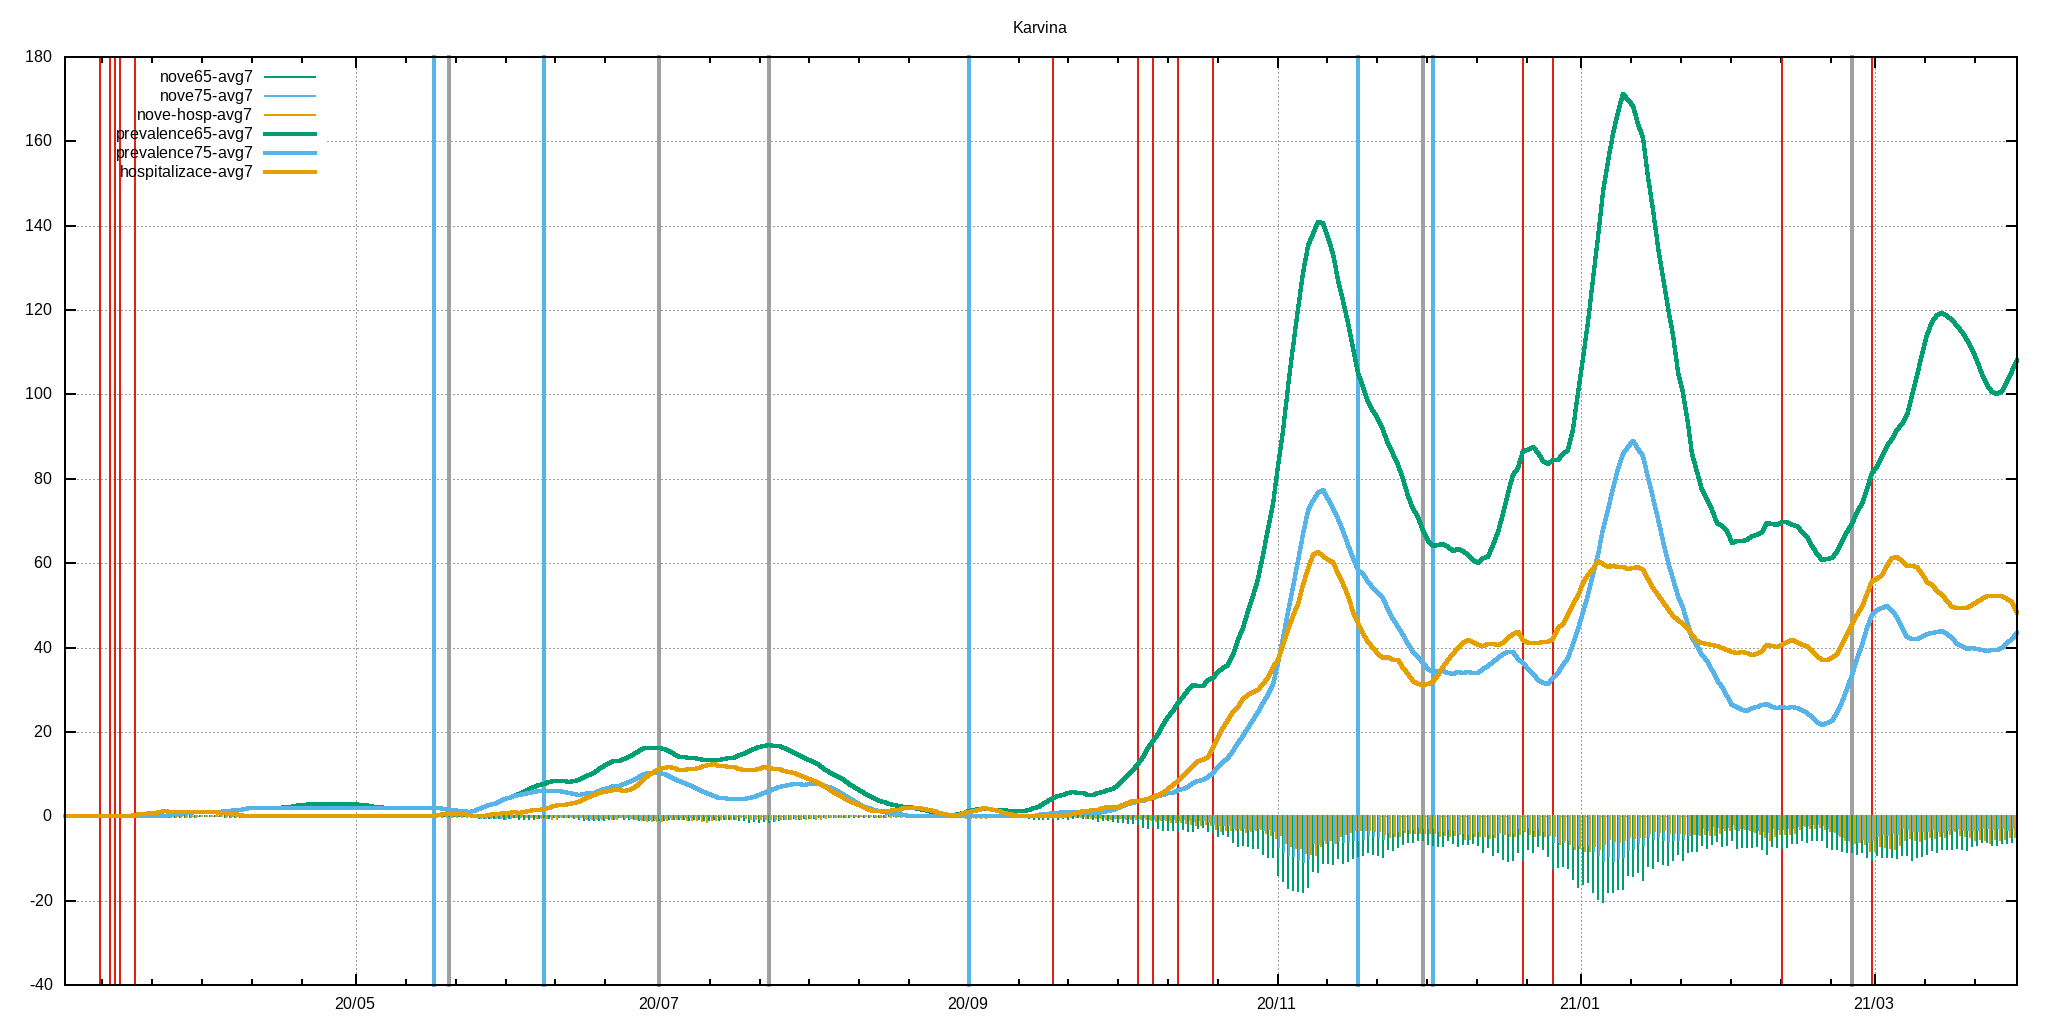 Karvina
180
160
140
120
100
80
60
40
20
0
-20
-40
nove65-avg7
nove75-avg7
nove-hosp-avg7
prevalence65-avg7
prevalence75-avg7
hospitalizace-avg7
20/05 20/07 20/09 20/11 21/01 21/03